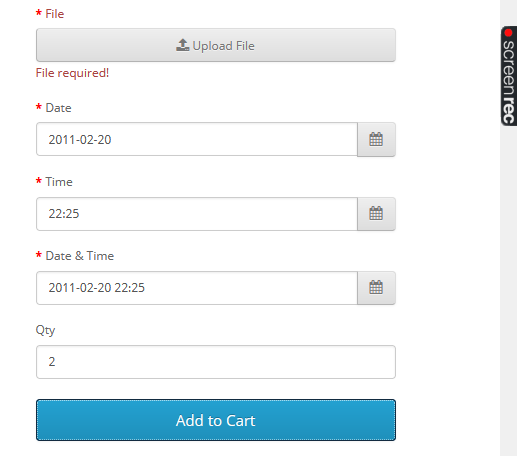 * File
Upload File
File required!
* Date
2011-02-20
* Time
22:25
* Date & Time
2011-02-20 22:25
Qty
2
Add to Cart
screenrec